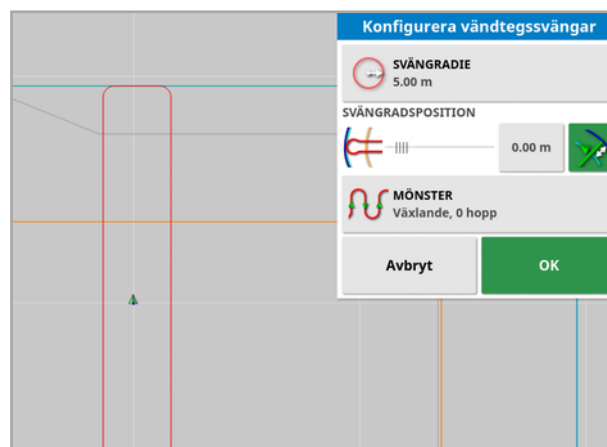 Konfigurera vändtegssvängar
SVÄNGRADIE
5.00 m
SVÄNGRADSPOSITION
0.00 m
MÖNSTER
Växlande, 0 hopp
Avbryt
OK